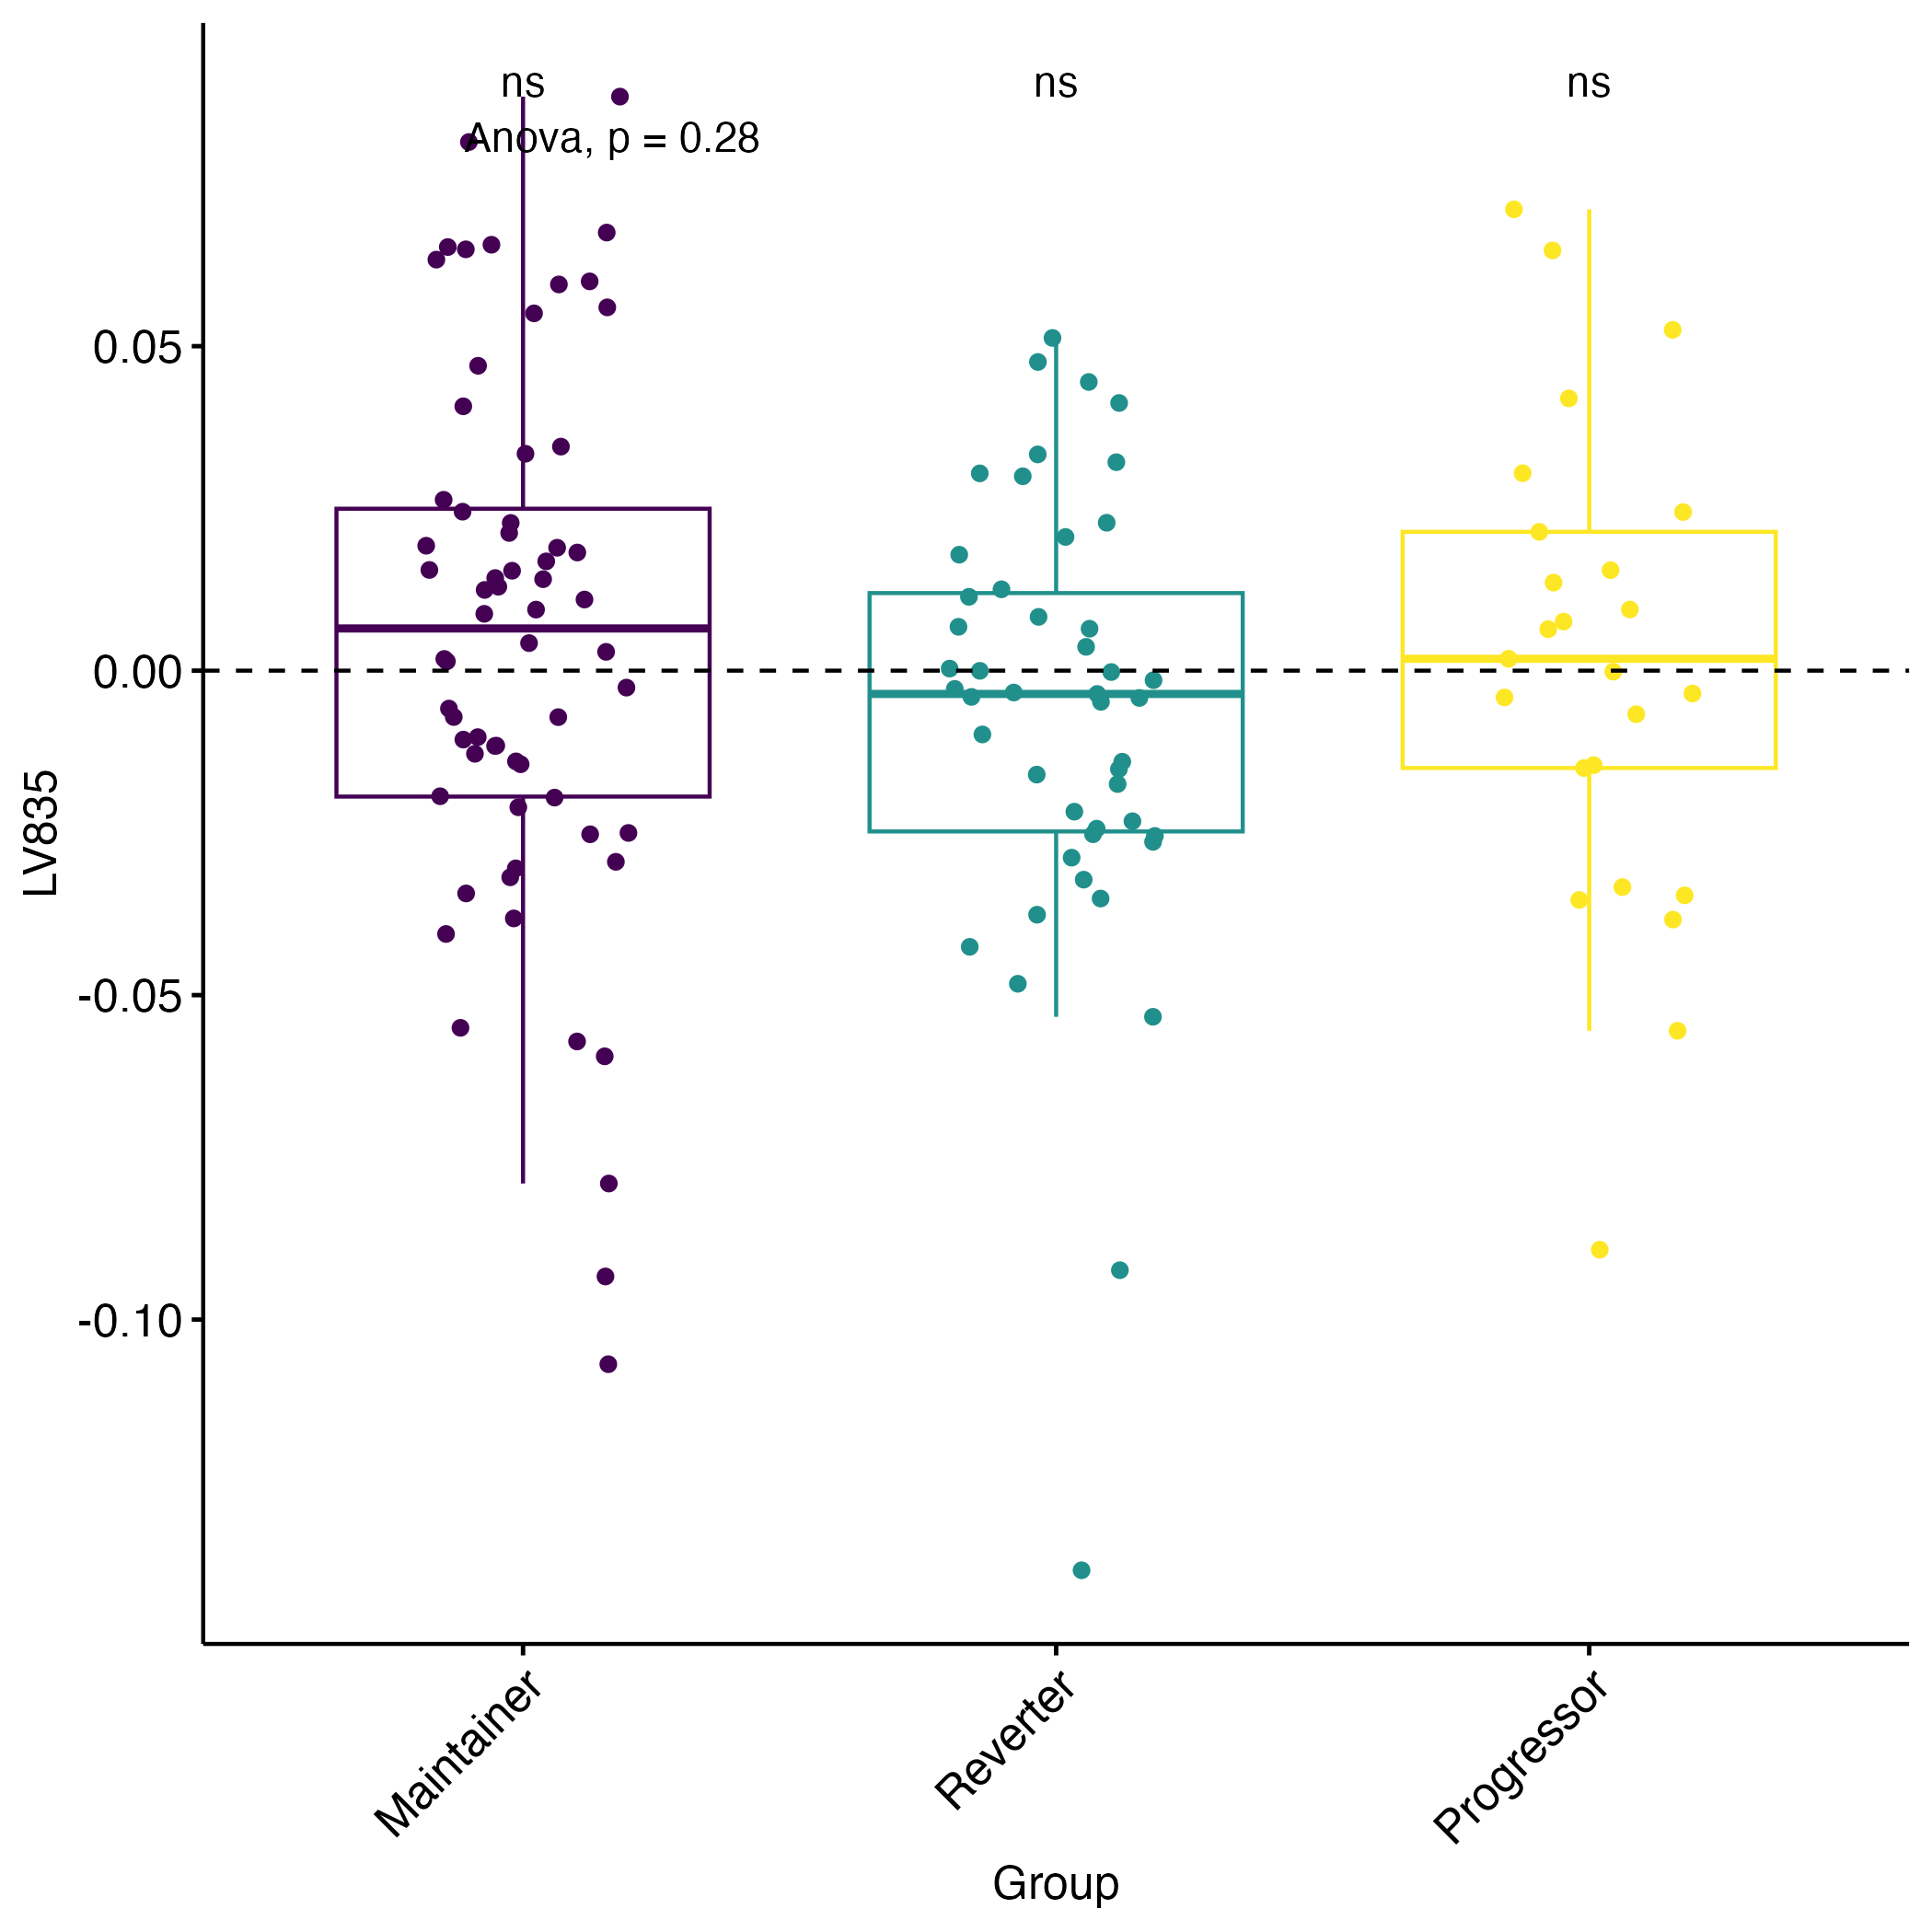 ns ns ns
Anova, p = 0.28
0.05
0.00
-0.05
-0.10
LV835
Maintainer Reverter Progressor
Group